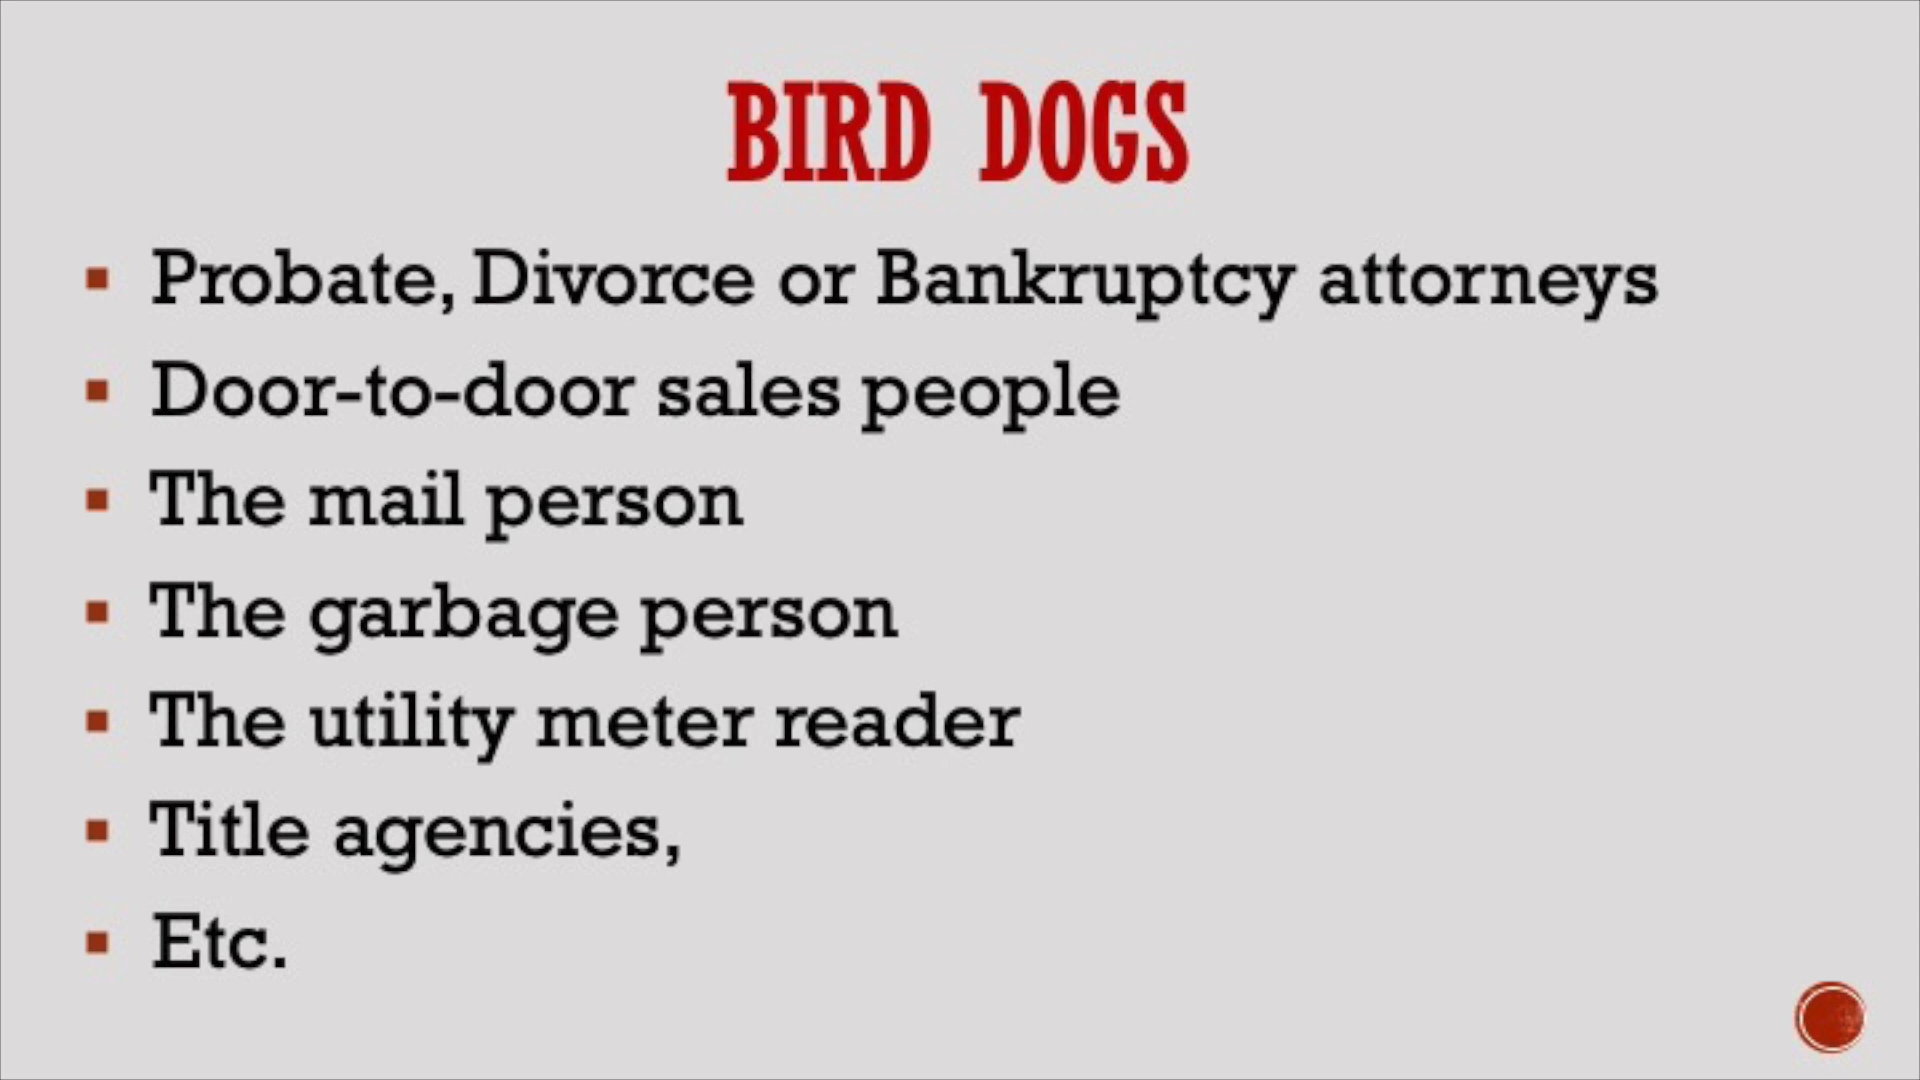 BIRD DOGS
Probate, Divorce or Bankruptcy attorneys
Door-to-door sales people
The mail person
The garbage person
The utility meter reader
Title agencies,
Etc.